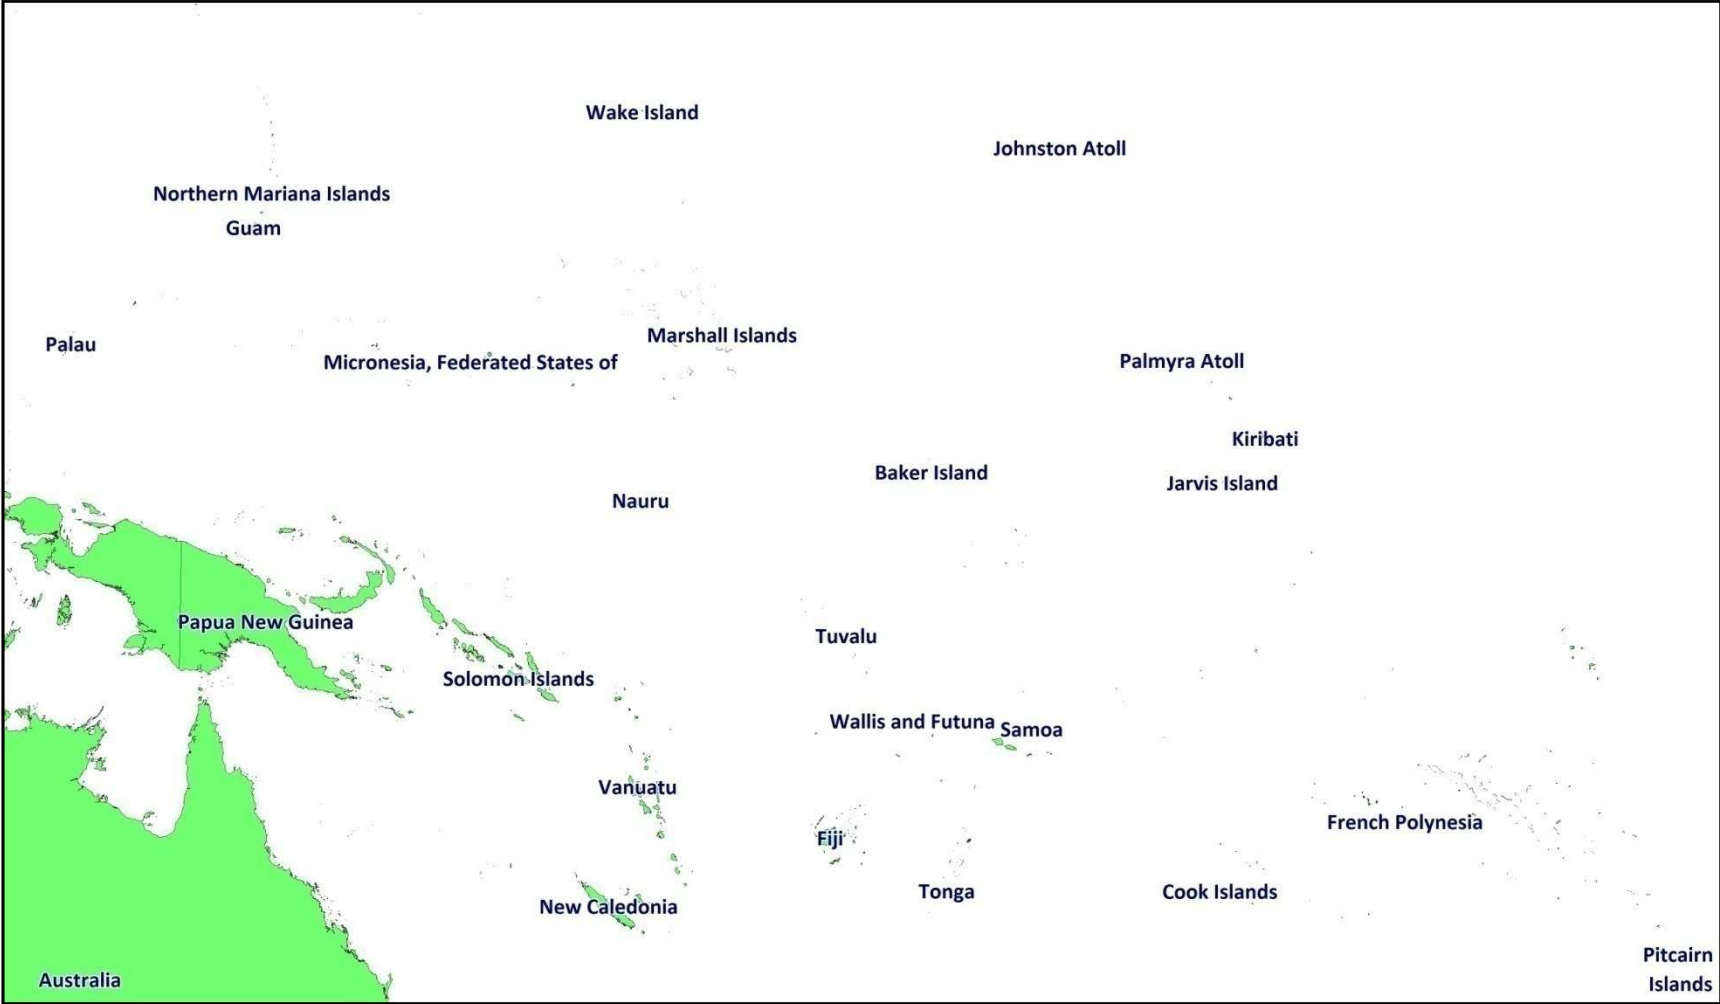 Wake Island
Johnston Atoll
Northern Mariana Islands
Guam
Marshall Islands
Palau
Micronesia, Federated States of
Palmyra Atoll
Kiribati
Baker Island
Jarvis Island
Nauru
Papua New Guinea
Tuvalu
Solomon Islands
Wallis and Futuna
Samoa
Vanuatu
French Polynesia
Fiji
Tonga
Cook Islands
New Caledonia
Pitcairn
Islands
Australia